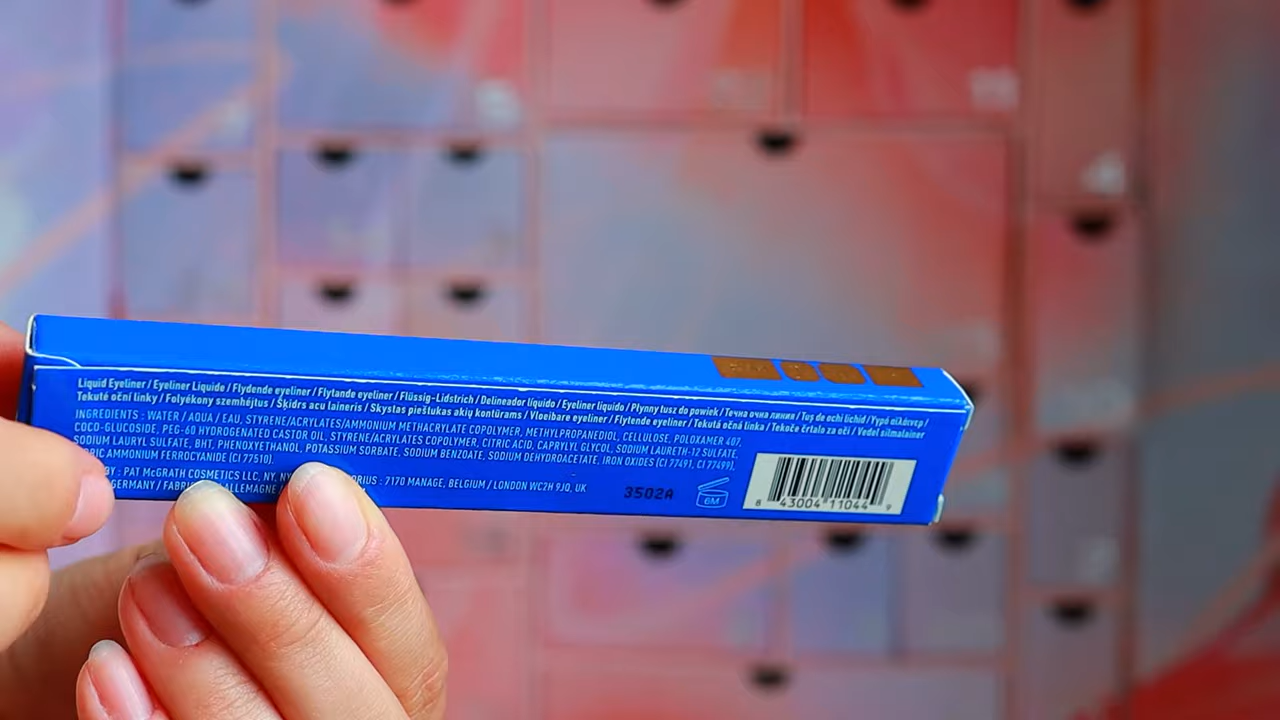 Liquid Eyeliner / Eyeliner Liquide / Flydende eyeliner / Flytande eyeliner / Flüssig-Lidstrich / Delineador líquido / Eyeliner líquido / Płynny tusz do powiek / Течна очна линия / Tuș de ochi lichid / Υγρό αϊλάινερ /
Tekuté oční linky / Folyékony szemhéjtus / Šķidrs acu laineris / Skystas pieštukas akių kontūrams / Vloeibare eyeliner / Flytende eyeliner / Tekutá očná linka / Tekoče črtalo za oči / Vedel silmalainer
INGREDIENTS : WATER / AQUA / EAU, STYRENE/ACRYLATES/AMMONIUM METHACRYLATE COPOLYMER, METHYLPROPANEDIOL, CELLULOSE, POLOXAMER 407,
COCO-GLUCOSIDE, PEG-60 HYDROGENATED CASTOR OIL, STYRENE/ACRYLATES COPOLYMER, CITRIC ACID, CAPRYLYL GLYCOL, SODIUM LAURETH-12 SULFATE,
SODIUM LAURYL SULFATE, BHT, PHENOXYETHANOL, POTASSIUM SORBATE, SODIUM BENZOATE, SODIUM DEHYDROACETATE, IRON OXIDES (CI 77491, CI 77499),
AMMONIUM FERROCYANIDE (CI 77510).
: PAT McGRATH COSMETICS LLC, NY, NY : 7170 MANAGE, BELGIUM / LONDON WC2H 9JQ, UK
GERMANY / ALLEMAGNE /
3502A
6M
8 43004 11044 9